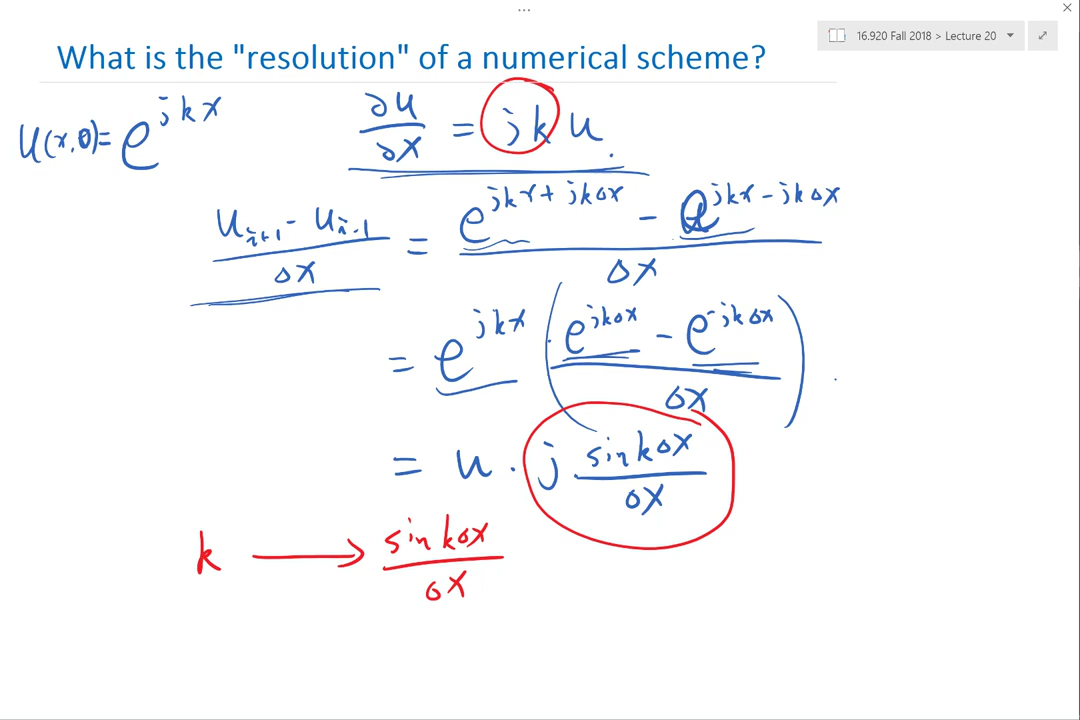 16.920 Fall 2018 > Lecture 20
What is the "resolution" of a numerical scheme?
u(x,0)= e^{jkx} ∂u/∂x = jk u.
(u_{i+1} - u_{i-1})/Δx = (e^{jkx + jkΔx} - e^{jkx - jkΔx})/Δx
= e^{jkx} ((e^{jkΔx} - e^{-jkΔx})/Δx)
= u · j (sin kΔx)/Δx
k → (sin kΔx)/Δx